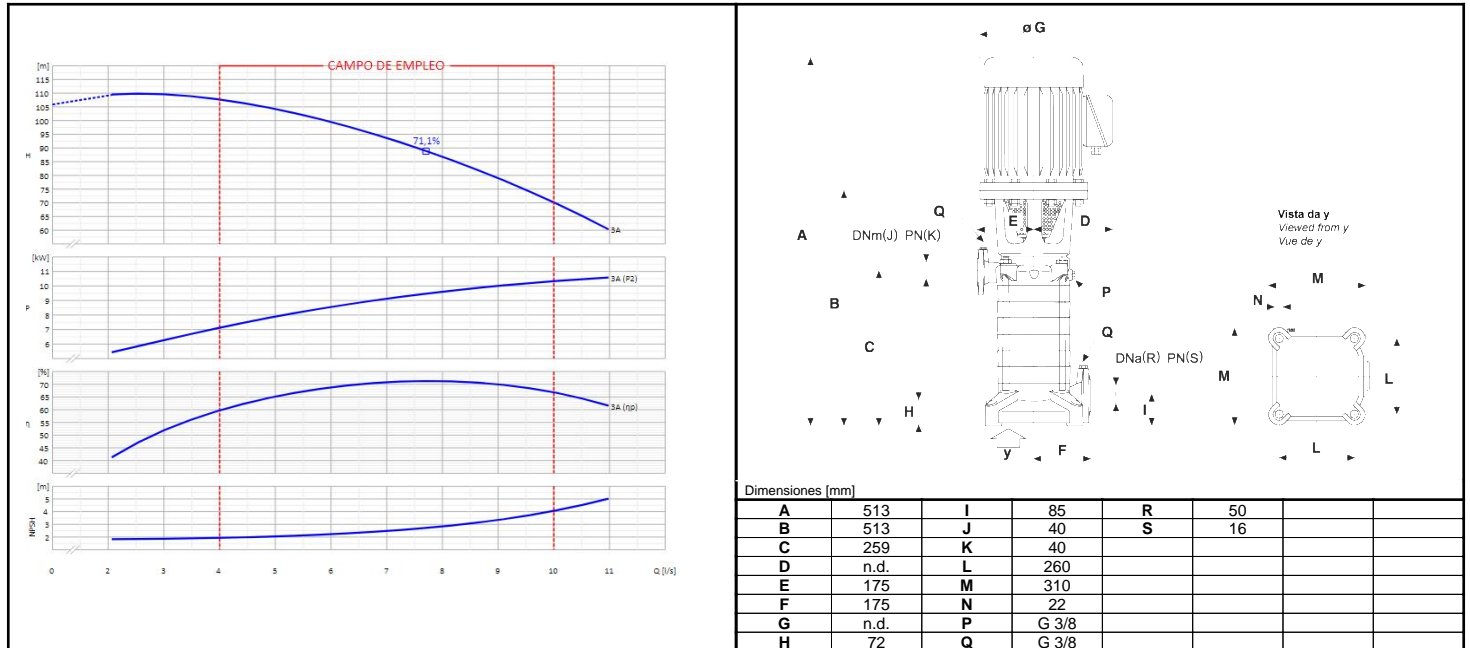 [m]
CAMPO DE EMPLEO
115
110
105
100
95
90
85
80
75
70
65
60
H
71,1%
3A
[kW]
11
10
9
8
7
6
P
3A (P2)
[%]
70
65
60
55
50
45
40
η
3A (ηp)
[m]
5
4
3
2
NPSH
0 2 3 4 5 6 7 8 9 10 11 Q [l/s]
ø G
Q
E
D
A
DNm(J) PN(K)
Vista da y
Viewed from y
Vue de y
M
P
N
B
Q
C
DNa(R) PN(S)
M
L
H
I
y
F
L
Dimensiones [mm]
A 513 I 85 R 50
B 513 J 40 S 16
C 259 K 40
D n.d. L 260
E 175 M 310
F 175 N 22
G n.d. P G 3/8
H 72 Q G 3/8